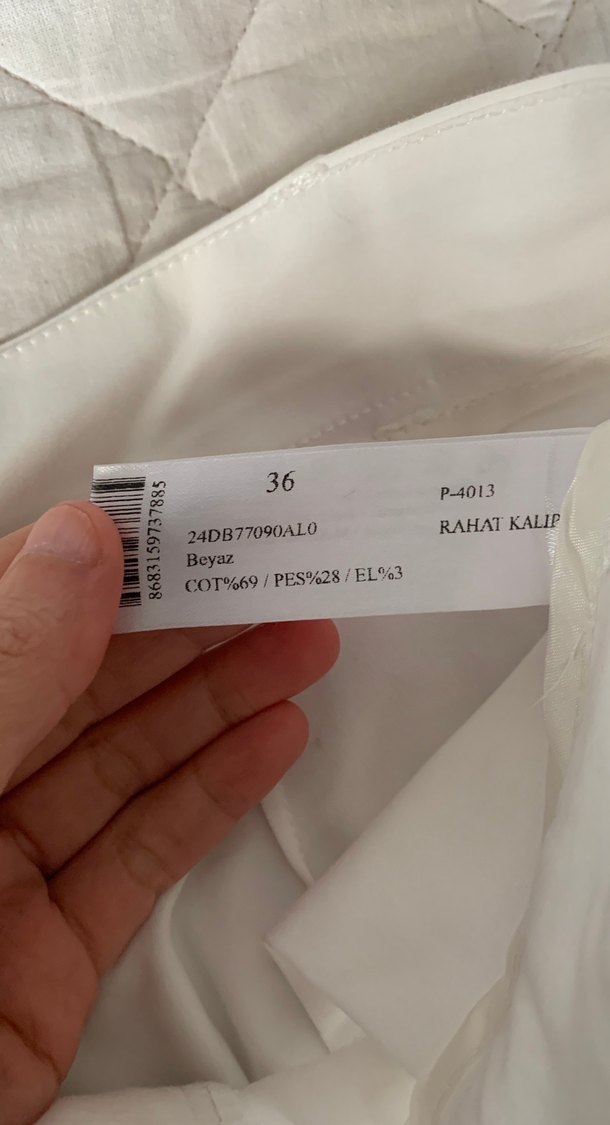 8683159737885
36
24DB77090AL0
Beyaz
COT%69 / PES%28 / EL%3
P-4013
RAHAT KALIP